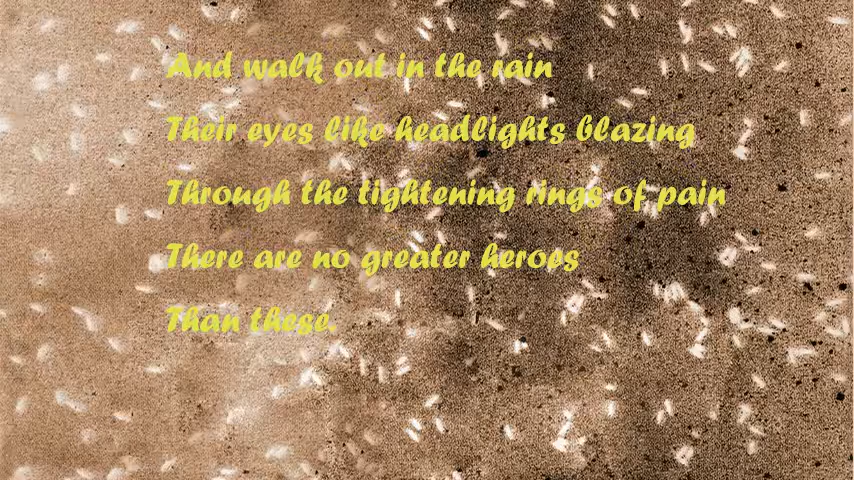 And walk out in the rain
Their eyes like headlights blazing
Through the tightening rings of pain
There are no greater heroes
Than these.